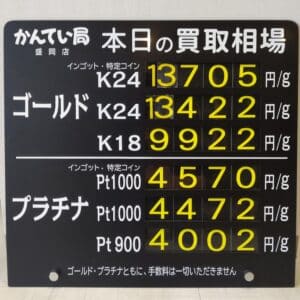 かんてい局 本日の買取相場
盛岡店
インゴット・特定コイン
K24 13705 円/g
ゴールド K24 13422 円/g
K18 9922 円/g
インゴット・特定コイン
Pt1000 4570 円/g
プラチナ Pt1000 4472 円/g
Pt900 4002 円/g
ゴールド・プラチナともに、手数料は一切いただきません